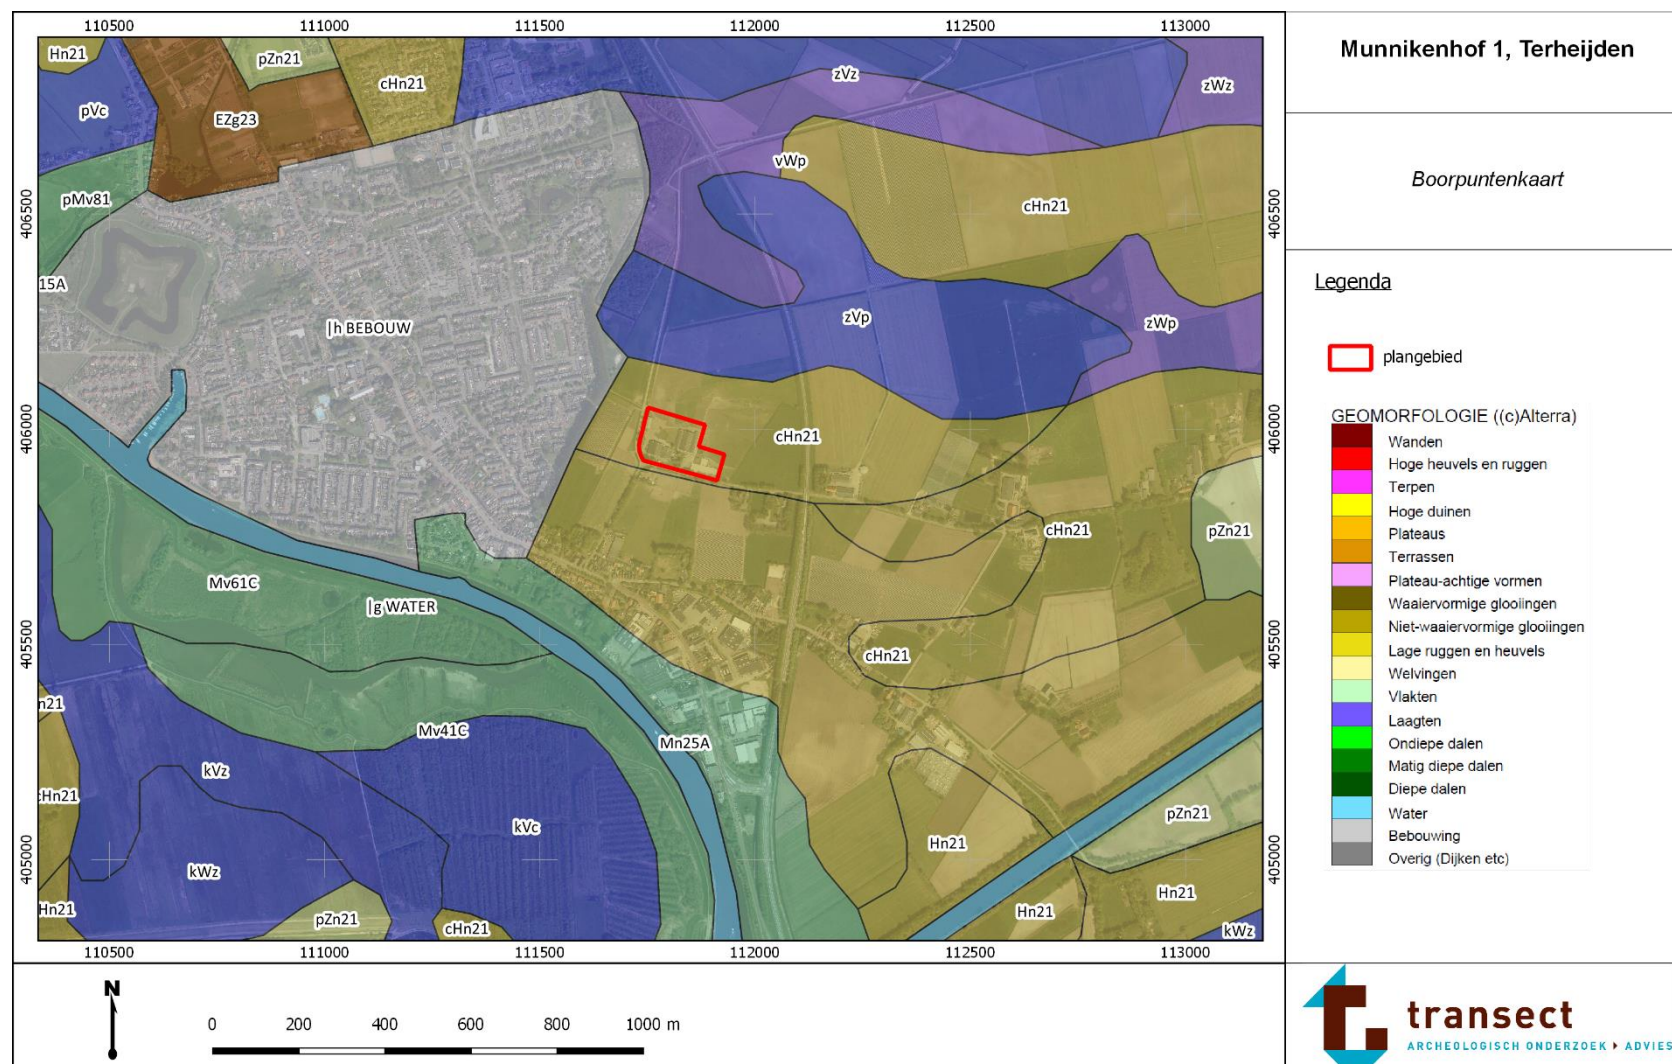 110500 111000 111500 112000 112500 113000
Munnikenhof 1, Terheijden
Boorpuntenkaart
Legenda
plangebied
GEOMORFOLOGIE ((c)Alterra)
Wanden
Hoge heuvels en ruggen
Terpen
Hoge duinen
Plateaus
Terrassen
Plateau-achtige vormen
Waaiervormige glooiingen
Niet-waaiervormige glooiingen
Lage ruggen en heuvels
Welvingen
Vlakten
Laagten
Ondiepe dalen
Matig diepe dalen
Diepe dalen
Water
Bebouwing
Overig (Dijken etc)
Hn21
pZn21
cHn21
zVz
zWz
pVc
EZg23
vWp
pMv81
cHn21
406500
406500
15A
|h BEBOUW
zVp
zWp
406000
406000
cHn21
cHn21
pZn21
Mv61C
|g WATER
405500
405500
cHn21
n21
Mv41C
Mn25A
kVz
cHn21
kVc
pZn21
Hn21
405000
405000
kWz
Hn21
Hn21
pZn21
cHn21
Hn21
kWz
110500 111000 111500 112000 112500 113000
N
0 200 400 600 800 1000 m
transect
ARCHEOLOGISCH ONDERZOEK ▸ ADVIES